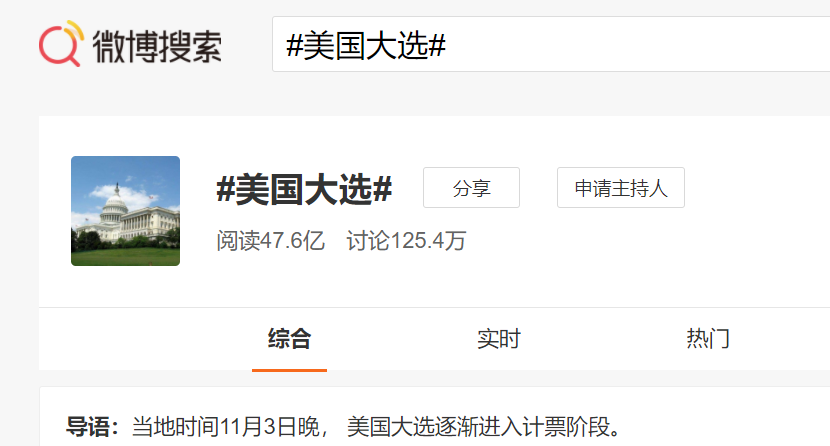 微博搜索
#美国大选#
#美国大选#
分享
申请主持人
阅读47.6亿 讨论125.4万
综合
实时
热门
导语：当地时间11月3日晚， 美国大选逐渐进入计票阶段。